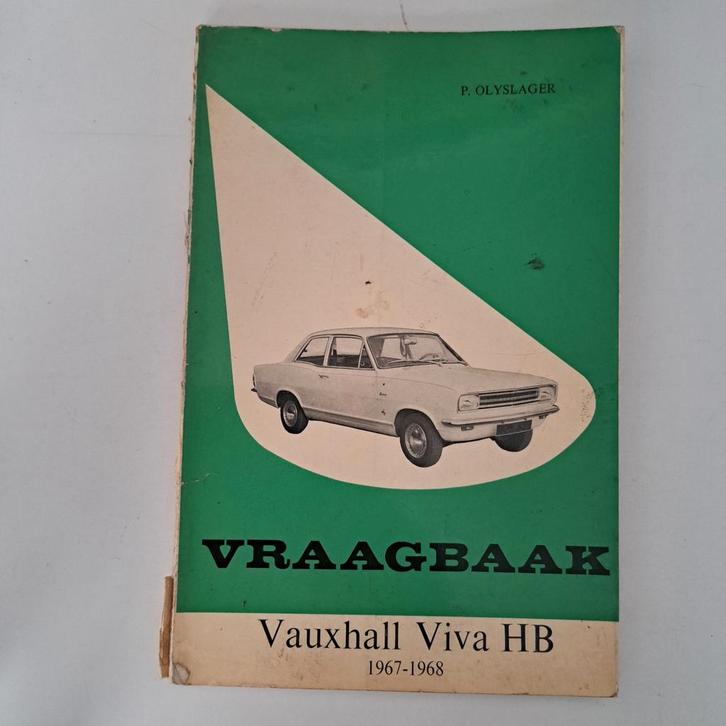 P. OLYSLAGER
VRAAGBAAK
Vauxhall Viva HB
1967-1968